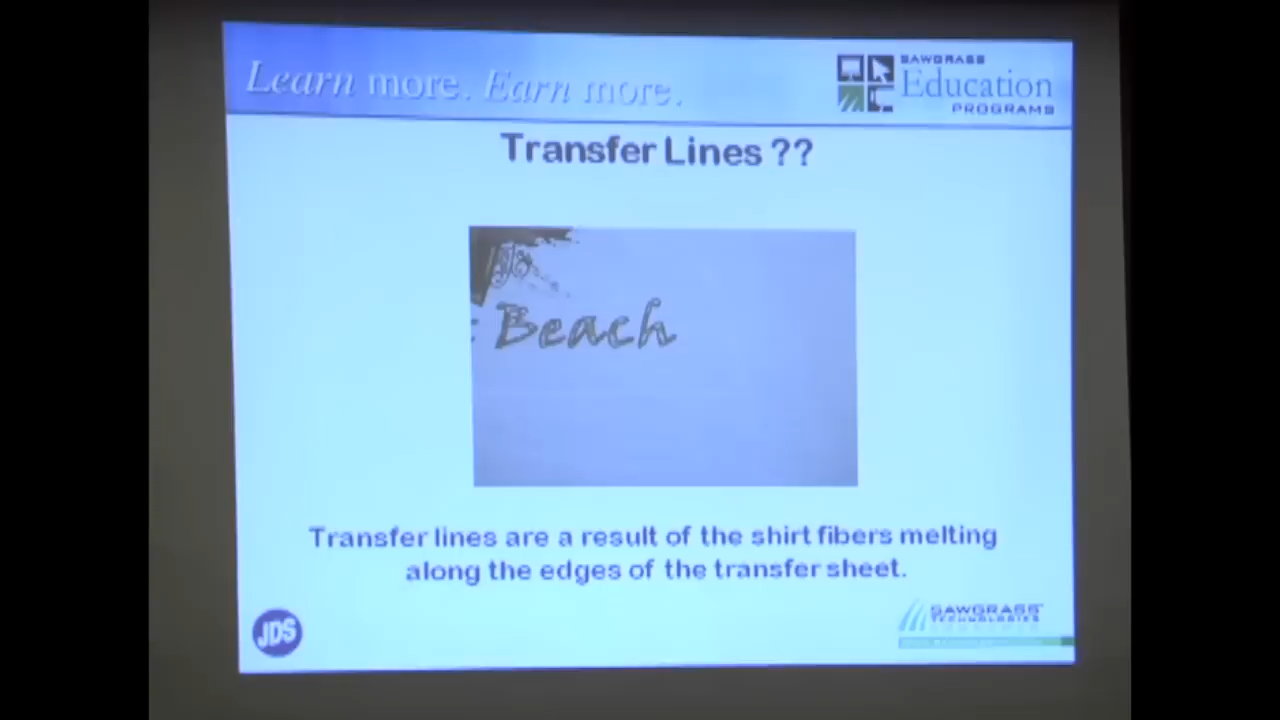 Learn more. Earn more.
SAWGRASS
Education
PROGRAMS
Transfer Lines ??
Beach
Transfer lines are a result of the shirt fibers melting
along the edges of the transfer sheet.
JDS
SAWGRASS
TECHNOLOGIES